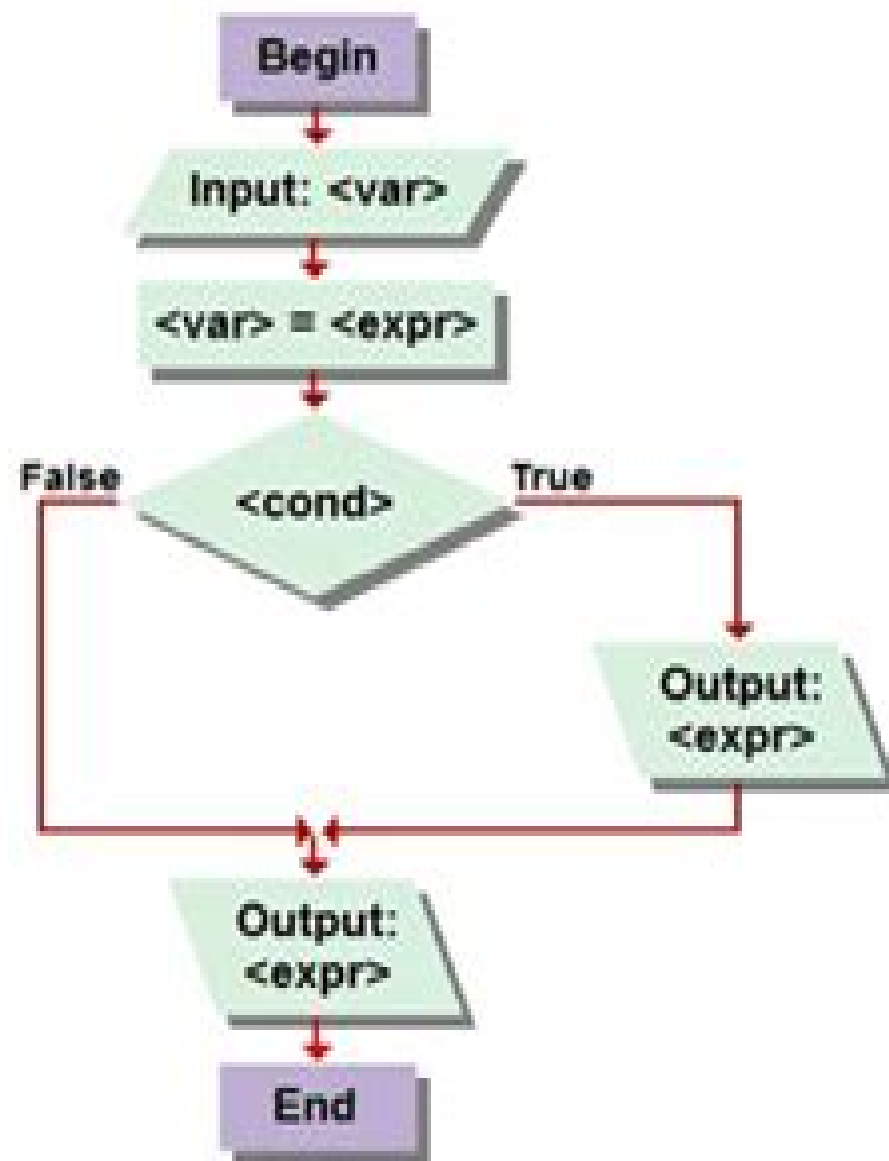 Begin
Input: <var>
<var> = <expr>
False
<cond>
True
Output:
<expr>
Output:
<expr>
End